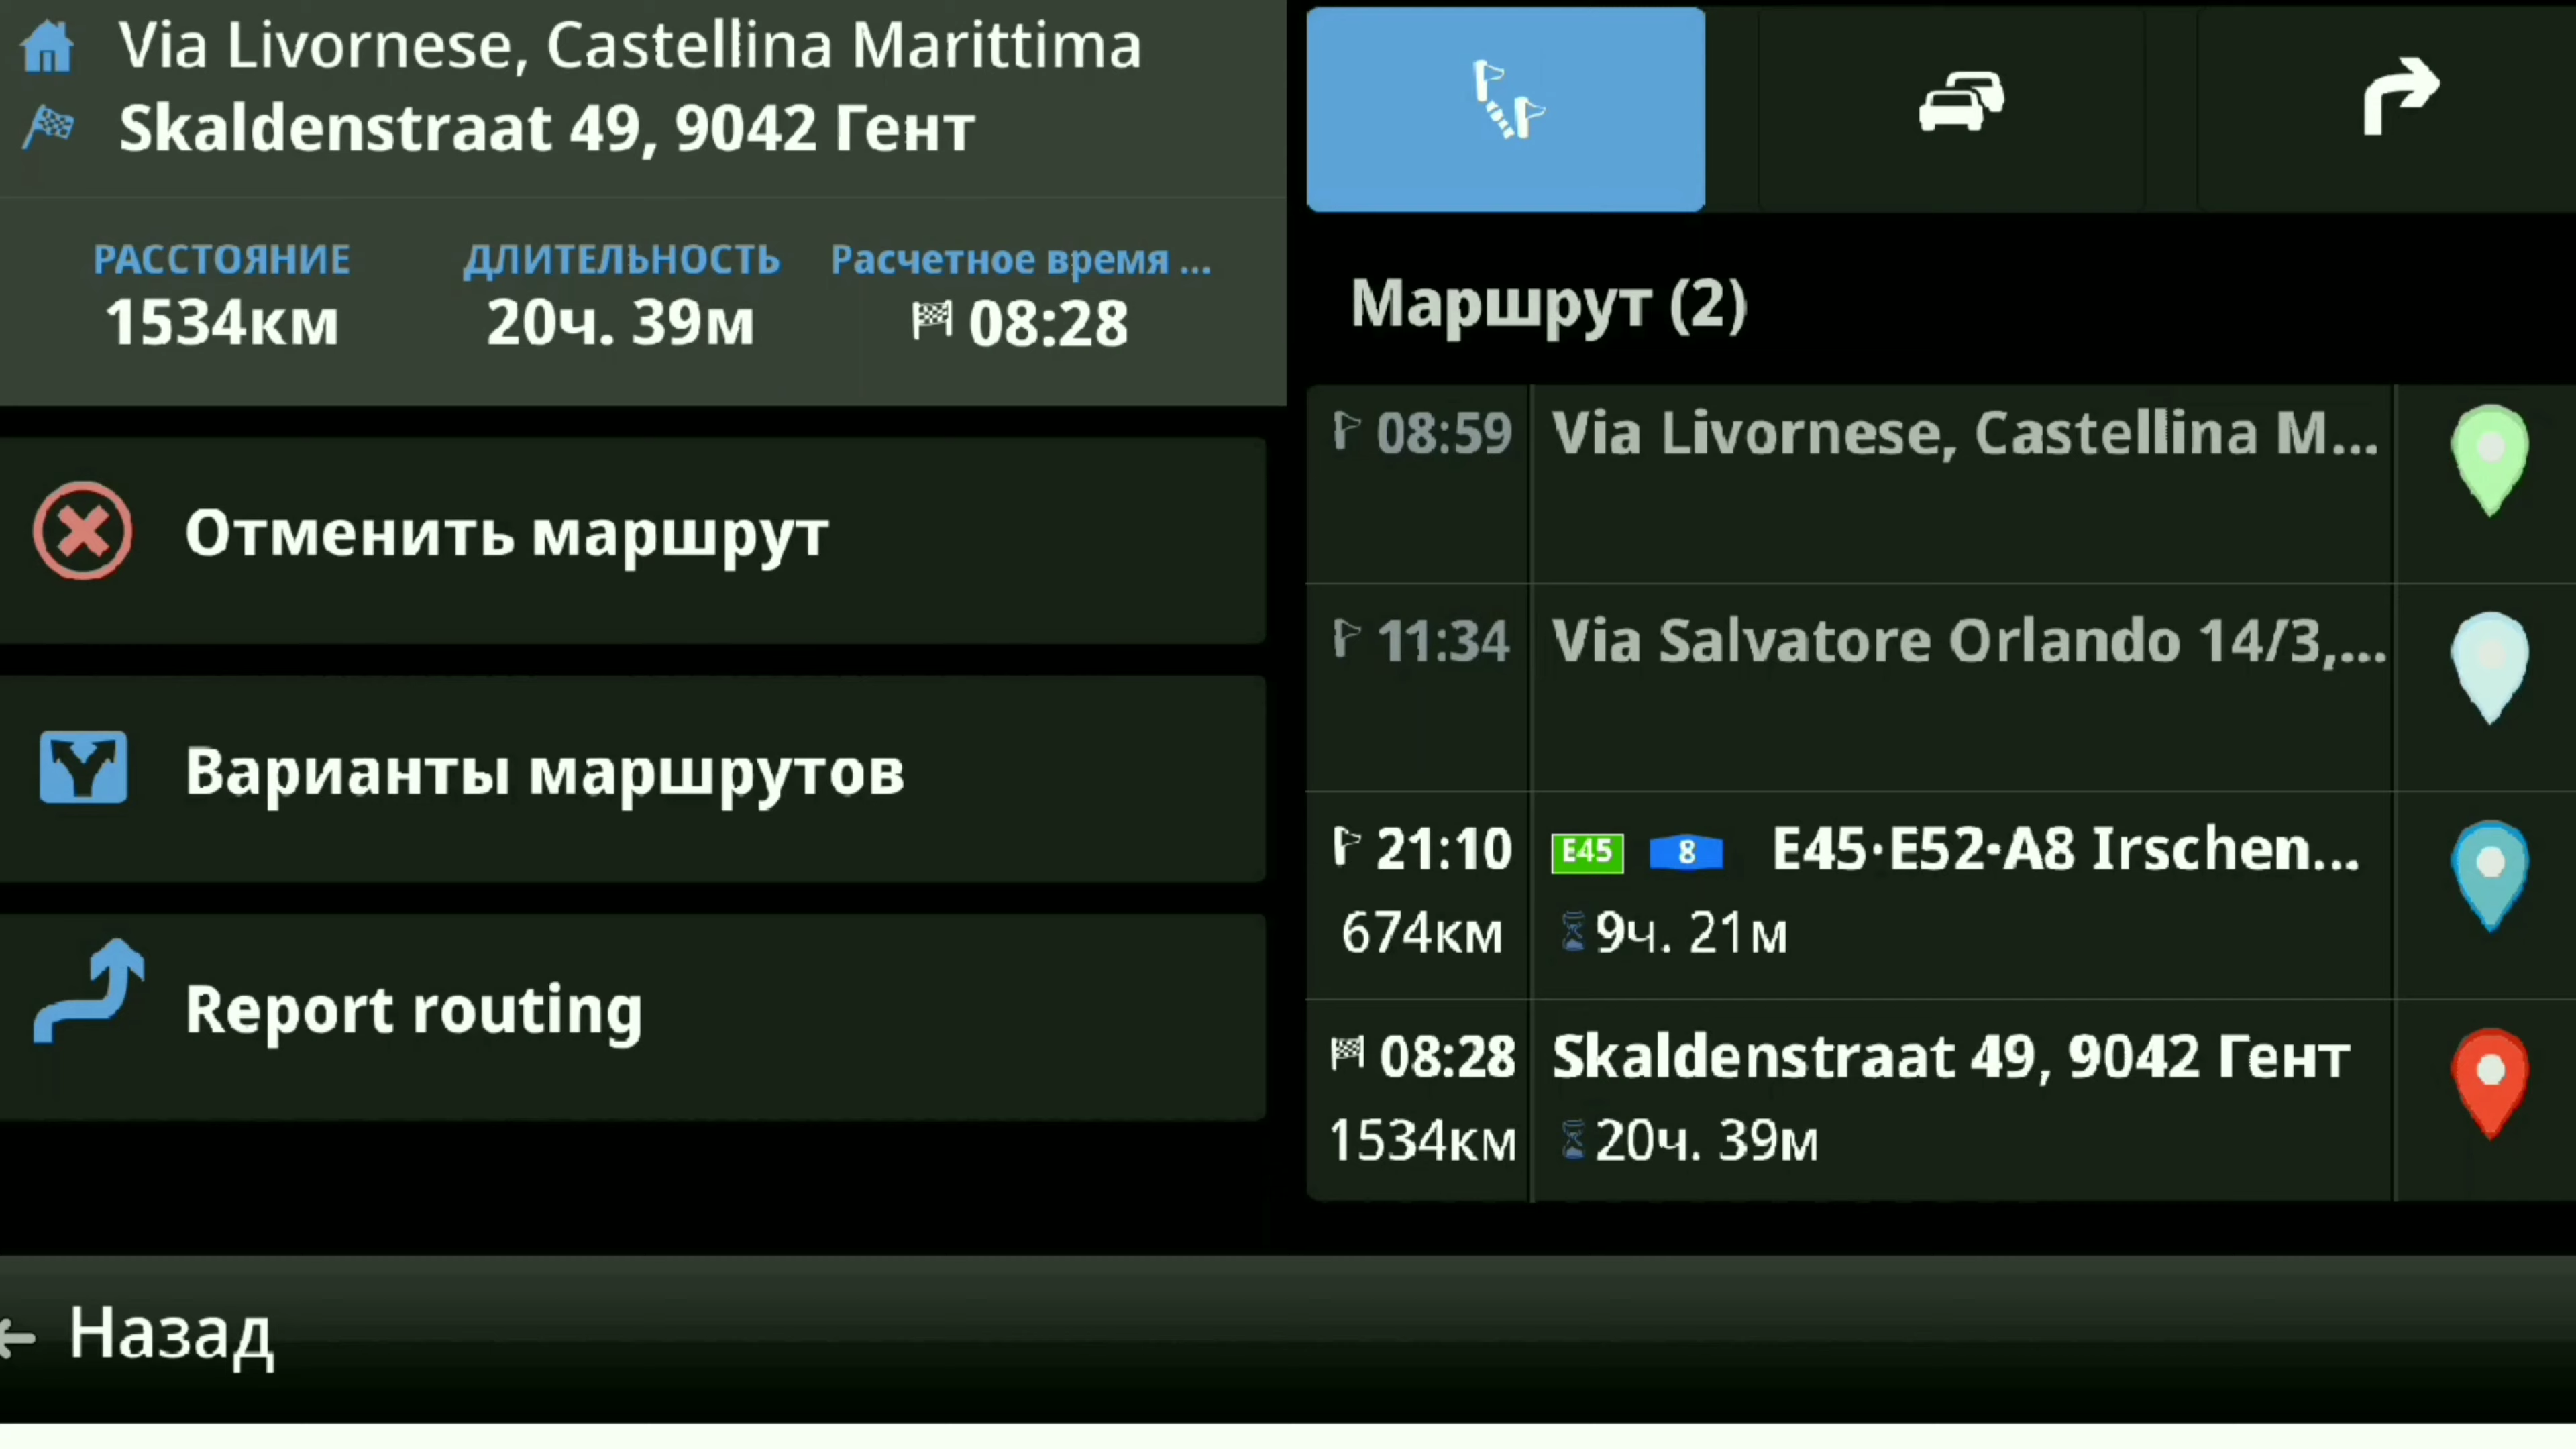 Via Livornese, Castellina Marittima
Skaldenstraat 49, 9042 Гент
РАССТОЯНИЕ
1534км
ДЛИТЕЛЬНОСТЬ
20ч. 39м
Расчетное время ...
08:28
Отменить маршрут
Варианты маршрутов
Report routing
Назад
Маршрут (2)
08:59 Via Livornese, Castellina M...
11:34 Via Salvatore Orlando 14/3,...
21:10 E45 8 E45·E52·A8 Irschen...
674км 9ч. 21м
08:28 Skaldenstraat 49, 9042 Гент
1534км 20ч. 39м